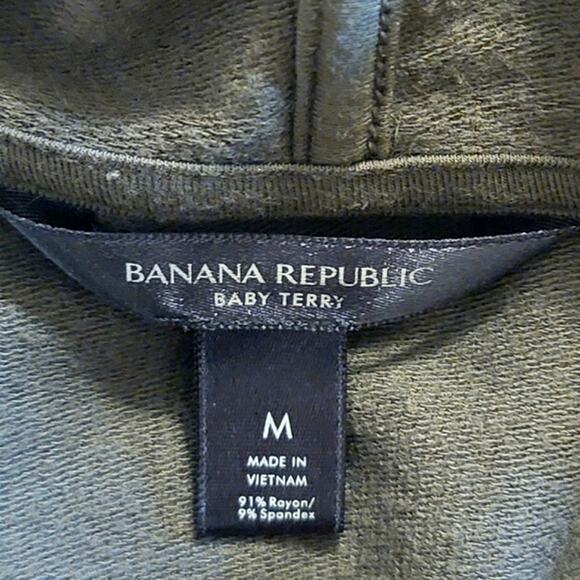 BANANA REPUBLIC
BABY TERRY
M
MADE IN
VIETNAM
91% Rayon/
9% Spandex